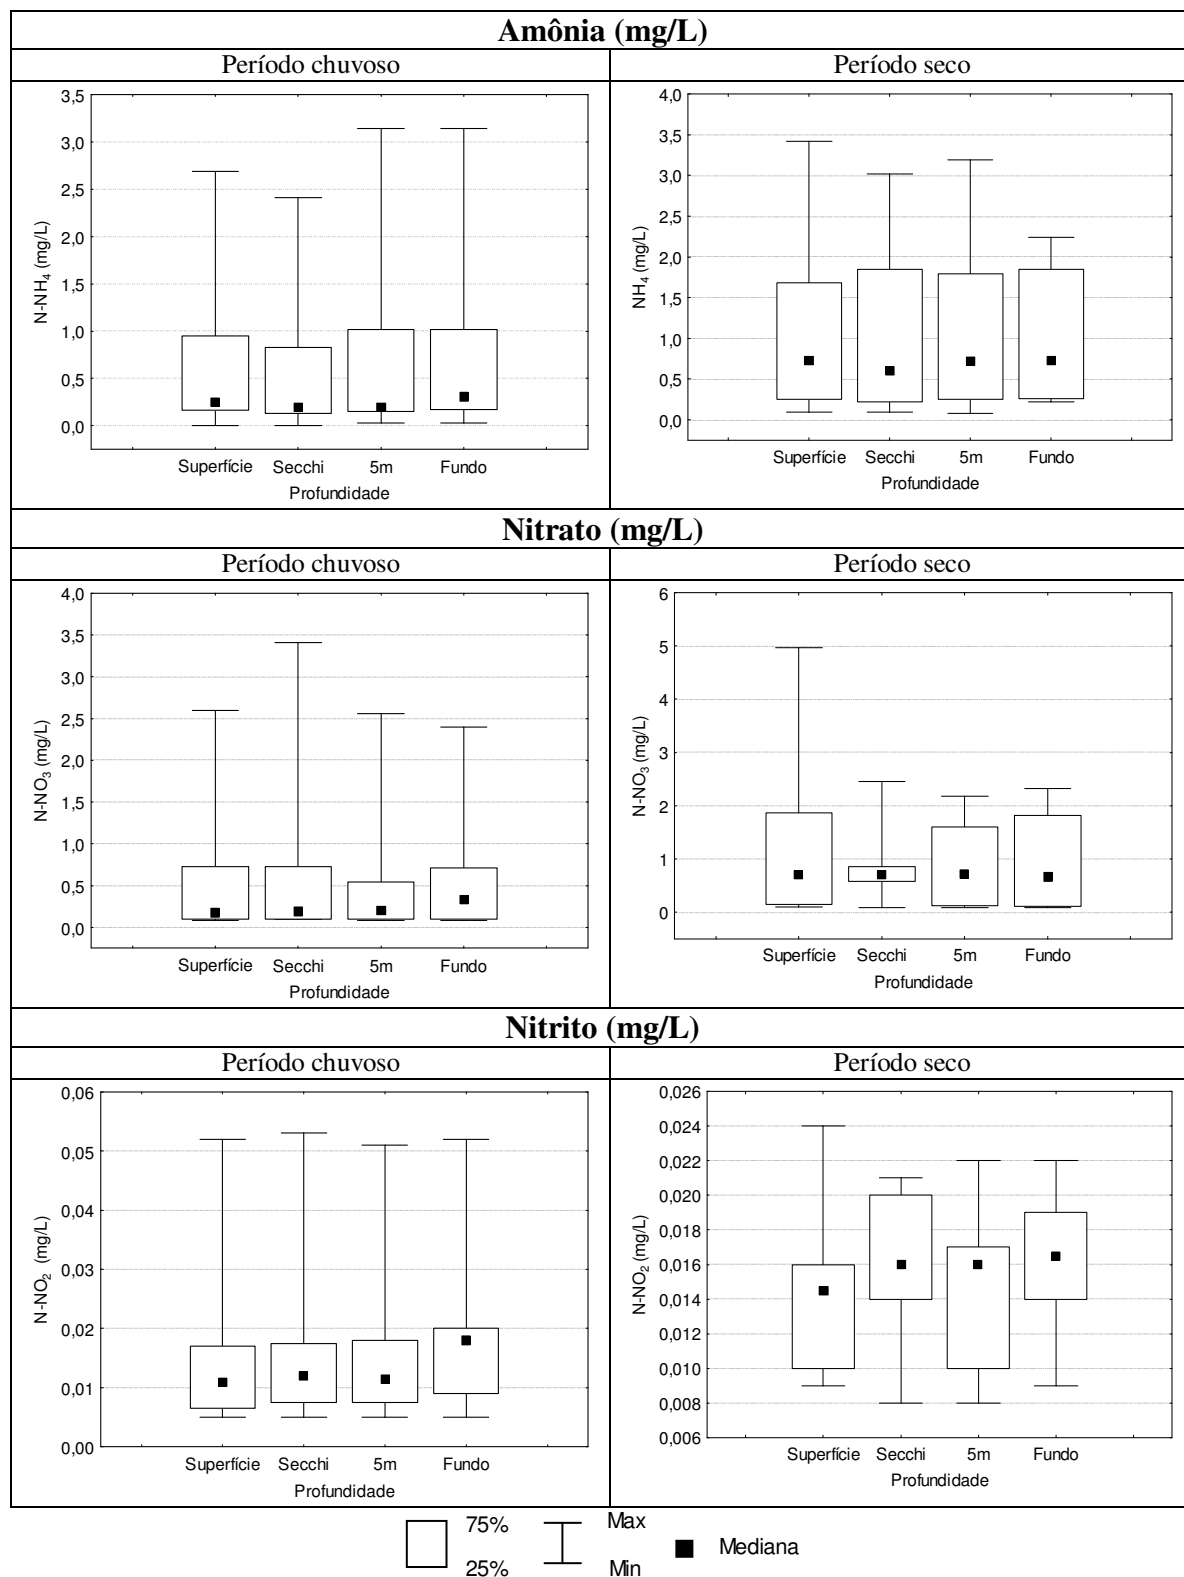 Amônia (mg/L)
Período chuvoso
Período seco
3,5
3,0
2,5
2,0
1,5
1,0
0,5
0,0
N-NH4 (mg/L)
Superfície Secchi 5m Fundo
Profundidade
4,0
3,5
3,0
2,5
2,0
1,5
1,0
0,5
0,0
NH4 (mg/L)
Superfície Secchi 5m Fundo
Profundidade
Nitrato (mg/L)
Período chuvoso
Período seco
4,0
3,5
3,0
2,5
2,0
1,5
1,0
0,5
0,0
N-NO3 (mg/L)
Superfície Secchi 5m Fundo
Profundidade
6
5
4
3
2
1
0
N-NO3 (mg/L)
Superfície Secchi 5m Fundo
Profundidade
Nitrito (mg/L)
Período chuvoso
Período seco
0,06
0,05
0,04
0,03
0,02
0,01
0,00
N-NO2 (mg/L)
Superfície Secchi 5m Fundo
Profundidade
0,026
0,024
0,022
0,020
0,018
0,016
0,014
0,012
0,010
0,008
0,006
N-NO2 (mg/L)
Superfície Secchi 5m Fundo
Profundidade
75%
25%
Max
Min
Mediana